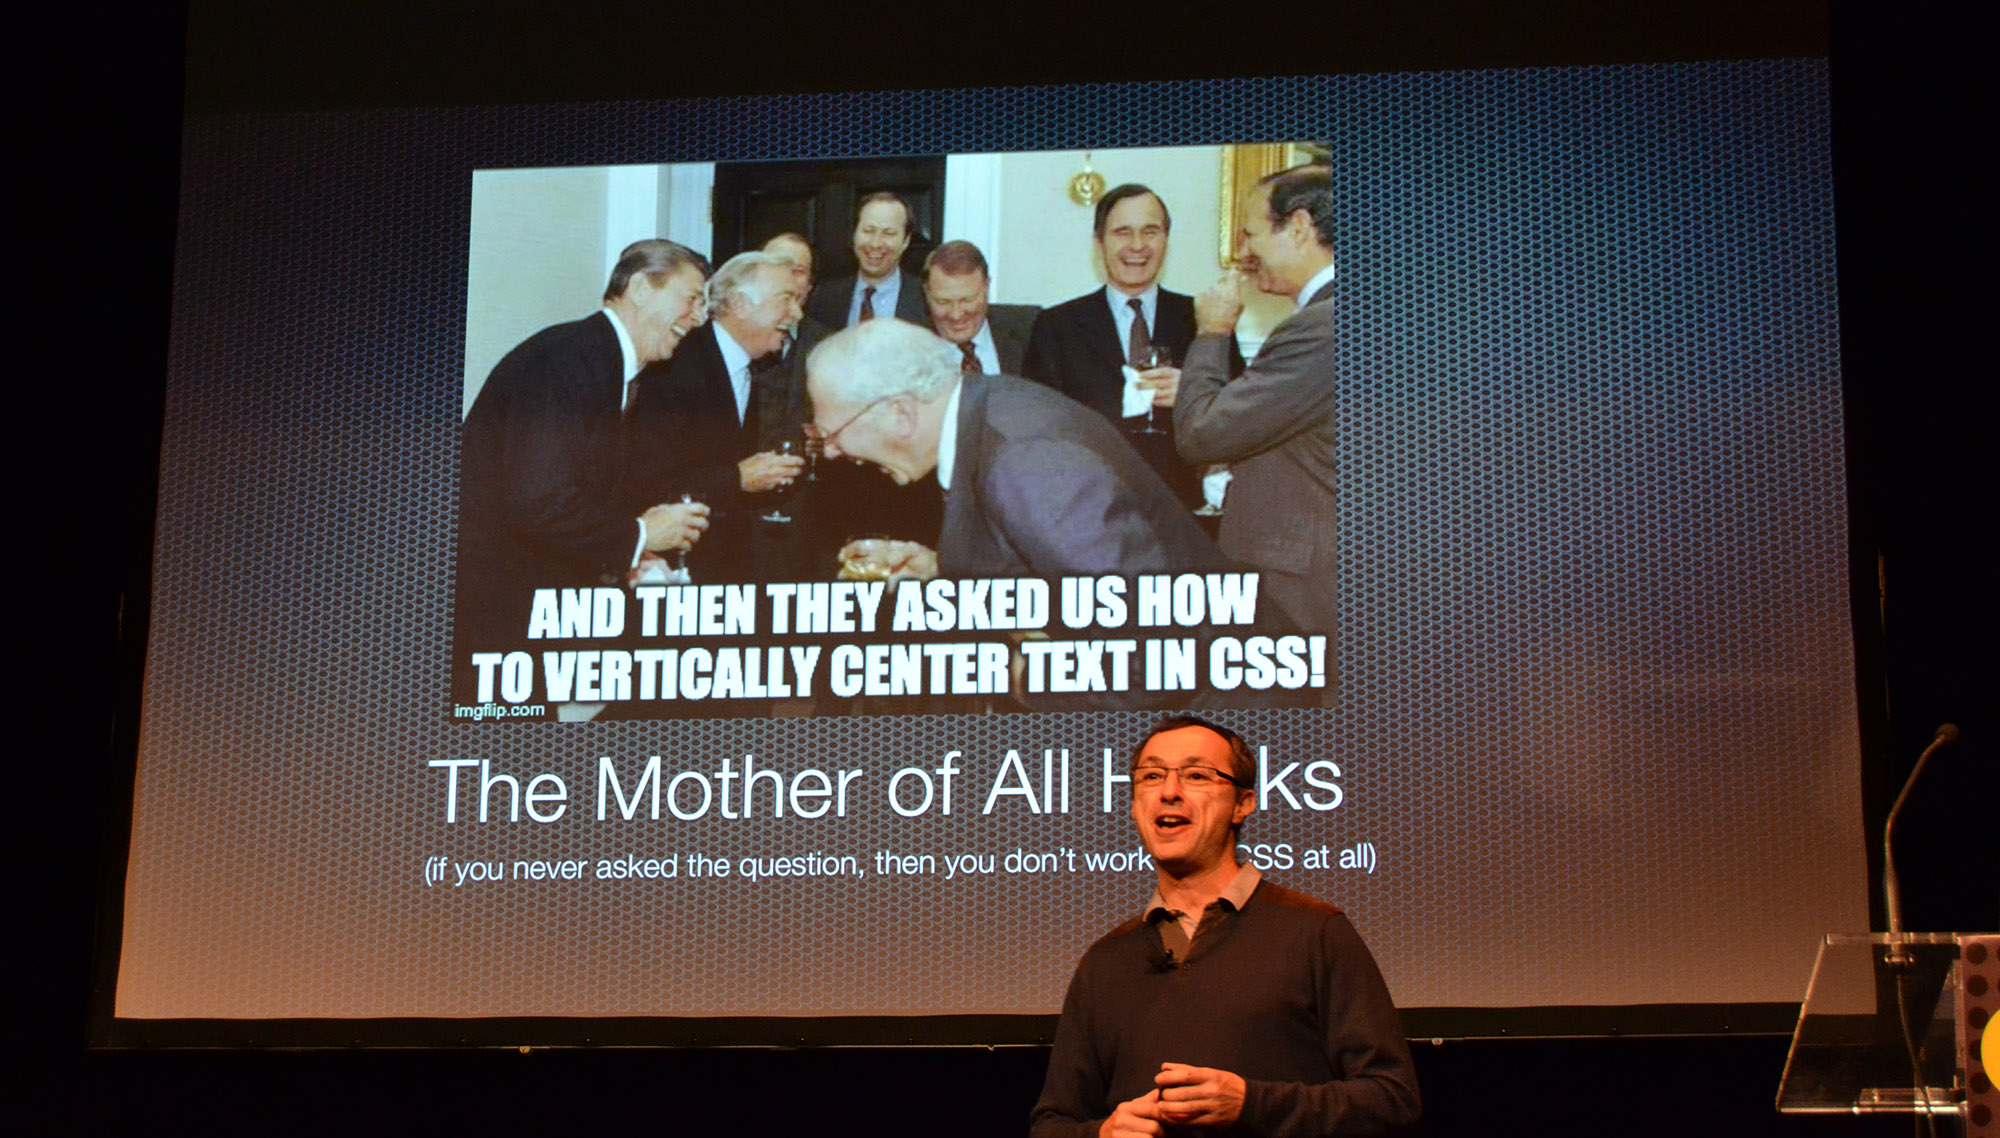 AND THEN THEY ASKED US HOW
TO VERTICALLY CENTER TEXT IN CSS!
imgflip.com
The Mother of All H ks
(if you never asked the question, then you don't work CSS at all)